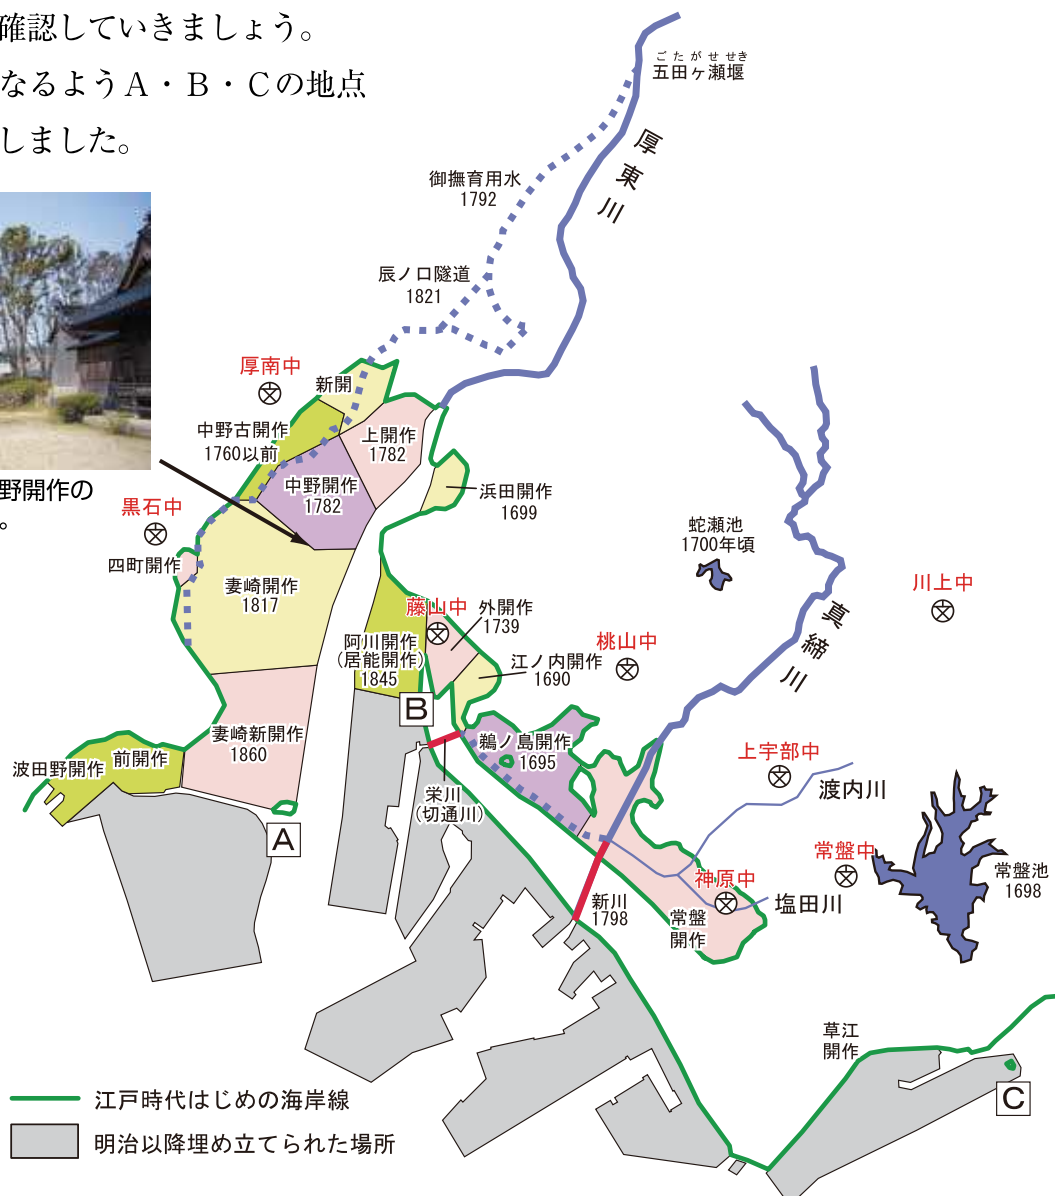 確認していきましょう。
なるようＡ・Ｂ・Ｃの地点
しました。
ごたがせせき
五田ヶ瀬堰
厚東川
御撫育用水
1792
辰ノ口隧道
1821
厚南中
新開
中野古開作
1760以前
上開作
1782
中野開作
1782
浜田開作
1699
野開作の
。
黒石中
四町開作
妻崎開作
1817
蛇瀬池
1700年頃
川上中
真締川
藤山中
外開作
1739
桃山中
阿川開作
(居能開作)
1845
江ノ内開作
1690
B
妻崎新開作
1860
鵜ノ島開作
1695
波田野開作
前開作
上宇部中
渡内川
栄川
(切通川)
A
常盤中
常盤池
1698
神原中
塩田川
新川
1798
常盤
開作
草江
開作
C
江戸時代はじめの海岸線
明治以降埋め立てられた場所